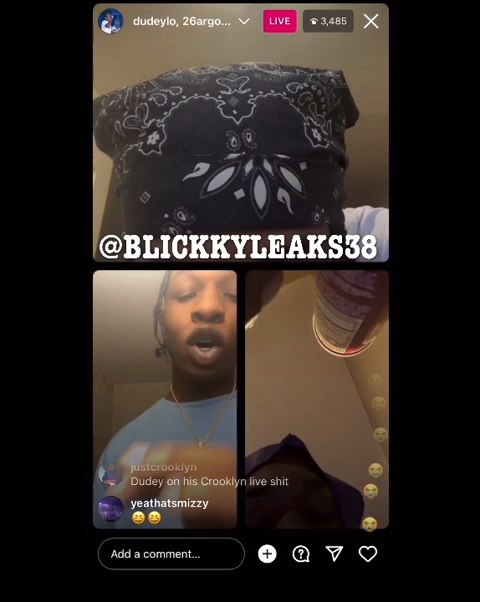 dudeylo, 26argo...
LIVE
3,485
@BLICKKYLEAKS38
justcrooklyn
Dudey on his Crooklyn live shit
yeathatsmizzy
😆😆
Add a comment...